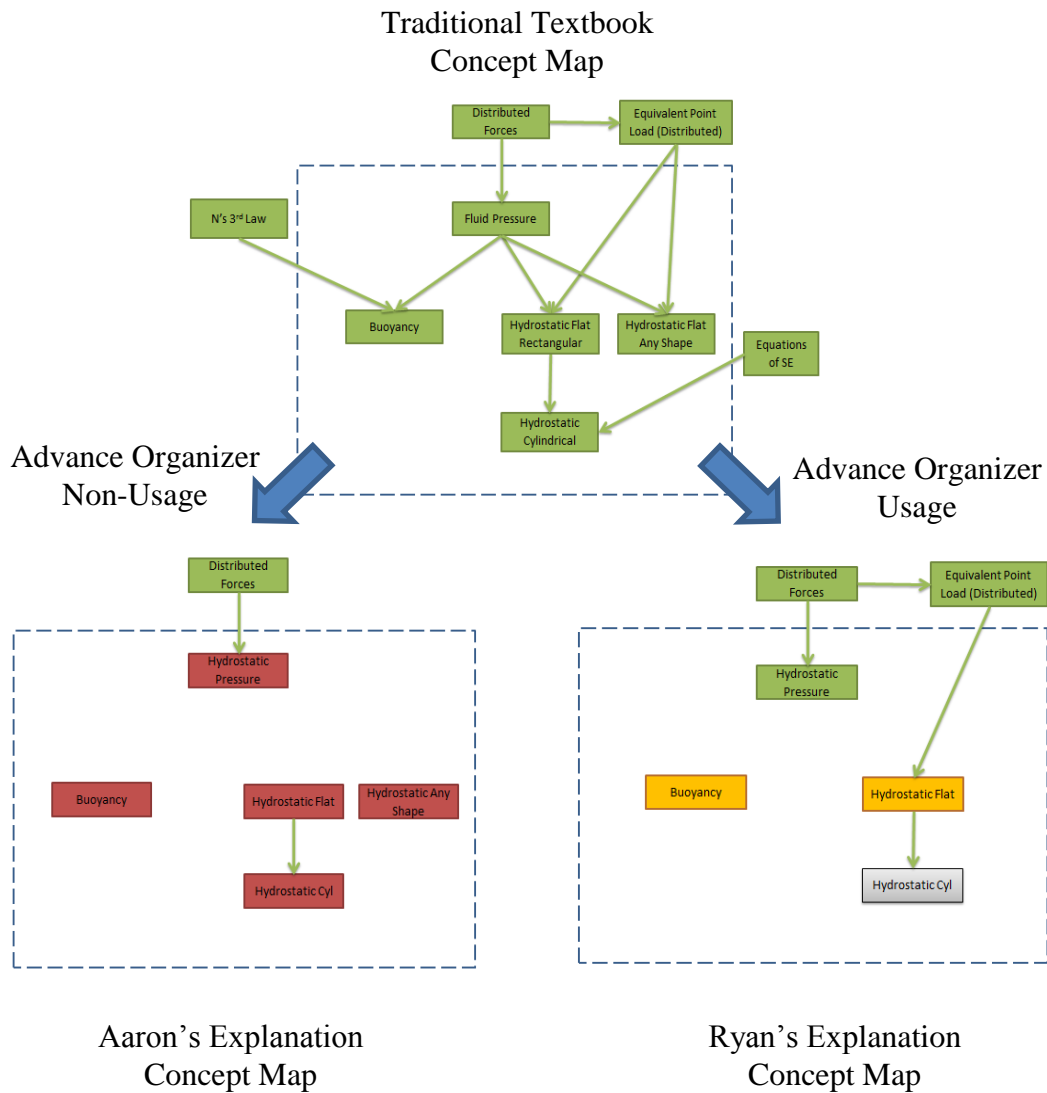 Traditional Textbook
Concept Map
Distributed
Forces
Equivalent Point
Load (Distributed)
N's 3rd Law
Fluid Pressure
Buoyancy
Hydrostatic Flat
Rectangular
Hydrostatic Flat
Any Shape
Equations
of SE
Hydrostatic
Cylindrical
Advance Organizer
Non-Usage
Advance Organizer
Usage
Distributed
Forces
Hydrostatic
Pressure
Buoyancy
Hydrostatic Flat
Hydrostatic Any
Shape
Hydrostatic Cyl
Distributed
Forces
Equivalent Point
Load (Distributed)
Hydrostatic
Pressure
Buoyancy
Hydrostatic Flat
Hydrostatic Cyl
Aaron’s Explanation
Concept Map
Ryan’s Explanation
Concept Map